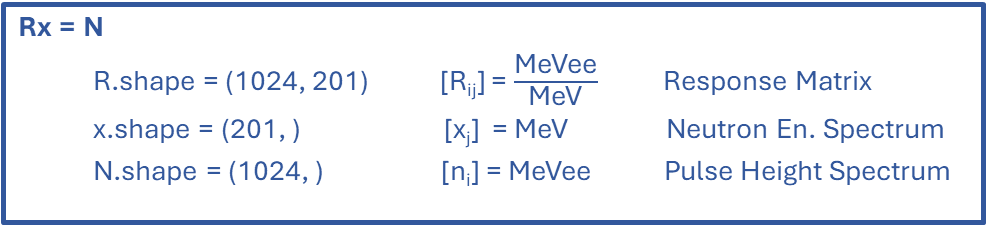 Rx = N
R.shape = (1024, 201) [Rij] = MeVee/MeV Response Matrix
x.shape = (201, ) [xj] = MeV Neutron En. Spectrum
N.shape = (1024, ) [ni] = MeVee Pulse Height Spectrum